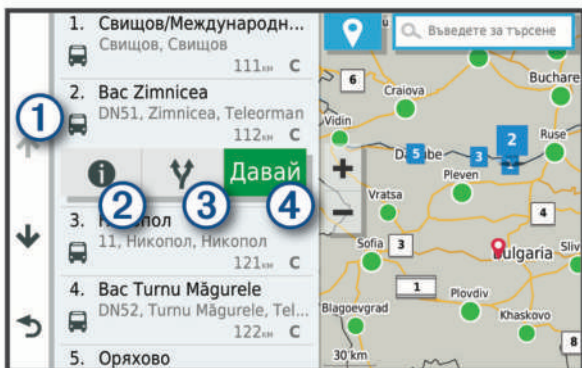 1. Свищов/Международн...
Свищов, Свищов
111км C
2. Bac Zimnicea
DN51, Zimnicea, Teleorman
112км C
1
2
3
4
Давай
3.
11, Никопол, Никопол
121км C
4. Bac Turnu Măgurele
DN52, Turnu Măgurele, Tel...
122км C
5. Оряхово
Въведете за търсене
6
Craiova
Buchare
Vidin
5
3
2
Ruse
Pleven
+
−
Vratsa
4
Sofia
3
Bulgaria
Sliv
1
Plovdiv
Blagoevgrad
Khaskovo
8
30 km